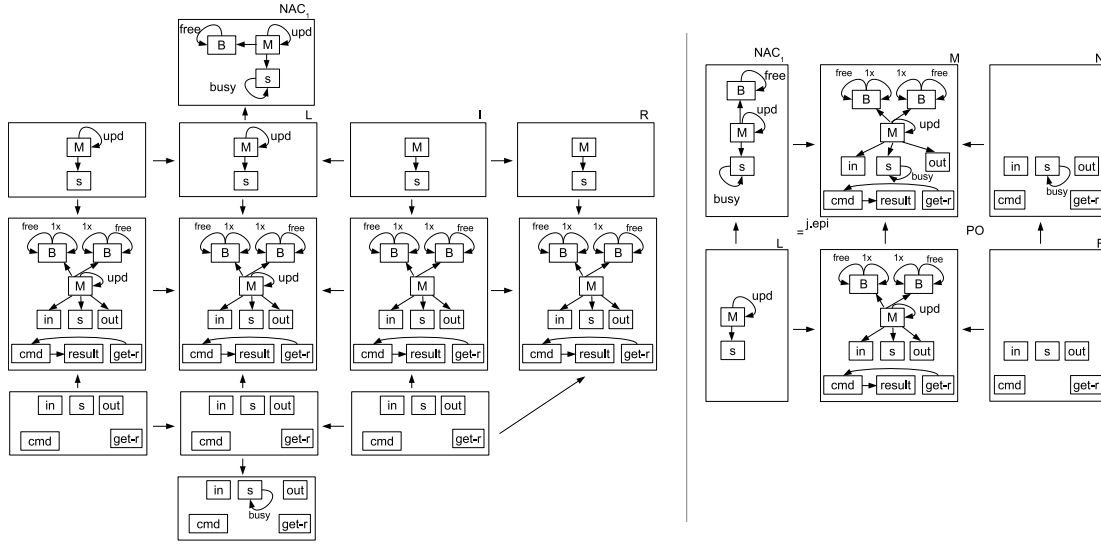 NAC1
free B M upd
s
busy
L I R
M upd M upd M M
s s s s
free 1x 1x free free 1x 1x free free 1x 1x free free 1x 1x free
B B B B B B B B
M upd M upd M M
in s out in s out in s out in s out
cmd result get-r cmd result get-r cmd result get-r cmd result get-r
in s out in s out in s out
cmd get-r cmd get-r cmd get-r
in s out
busy
cmd get-r
NAC1 M N
B free free 1x 1x free
B B
M upd M upd
s in s out in s out
busy busy busy
cmd result get-r cmd get-r
= j.epi PO
L
free 1x 1x free
B B
M upd M upd
s in s out in s out
cmd result get-r cmd get-r